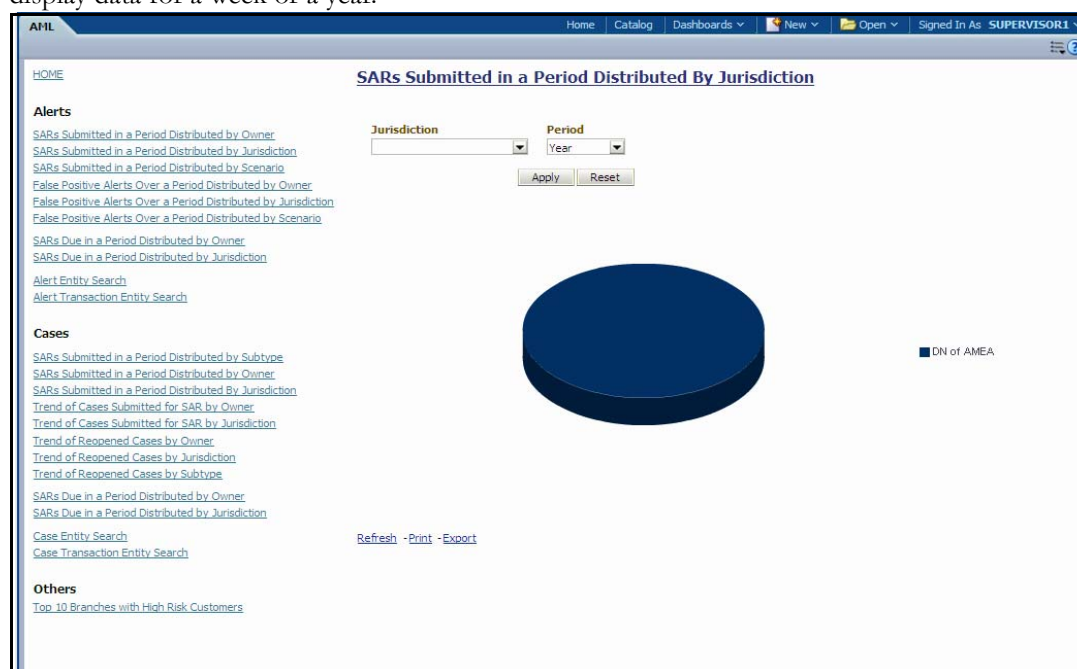 display data for a week or a year.
AML
Home Catalog Dashboards New Open Signed In As SUPERVISOR1
HOME
SARs Submitted in a Period Distributed By Jurisdiction
Alerts
SARs Submitted in a Period Distributed by Owner
SARs Submitted in a Period Distributed by Jurisdiction
SARs Submitted in a Period Distributed by Scenario
False Positive Alerts Over a Period Distributed by Owner
False Positive Alerts Over a Period Distributed by Jurisdiction
False Positive Alerts Over a Period Distributed by Scenario
SARs Due in a Period Distributed by Owner
SARs Due in a Period Distributed by Jurisdiction
Alert Entity Search
Alert Transaction Entity Search
Jurisdiction Period
Year
Apply Reset
DN of AMEA
Cases
SARs Submitted in a Period Distributed by Subtype
SARs Submitted in a Period Distributed by Owner
SARs Submitted in a Period Distributed By Jurisdiction
Trend of Cases Submitted for SAR by Owner
Trend of Cases Submitted for SAR by Jurisdiction
Trend of Reopened Cases by Owner
Trend of Reopened Cases by Jurisdiction
Trend of Reopened Cases by Subtype
SARs Due in a Period Distributed by Owner
SARs Due in a Period Distributed by Jurisdiction
Case Entity Search
Case Transaction Entity Search
Refresh - Print - Export
Others
Top 10 Branches with High Risk Customers